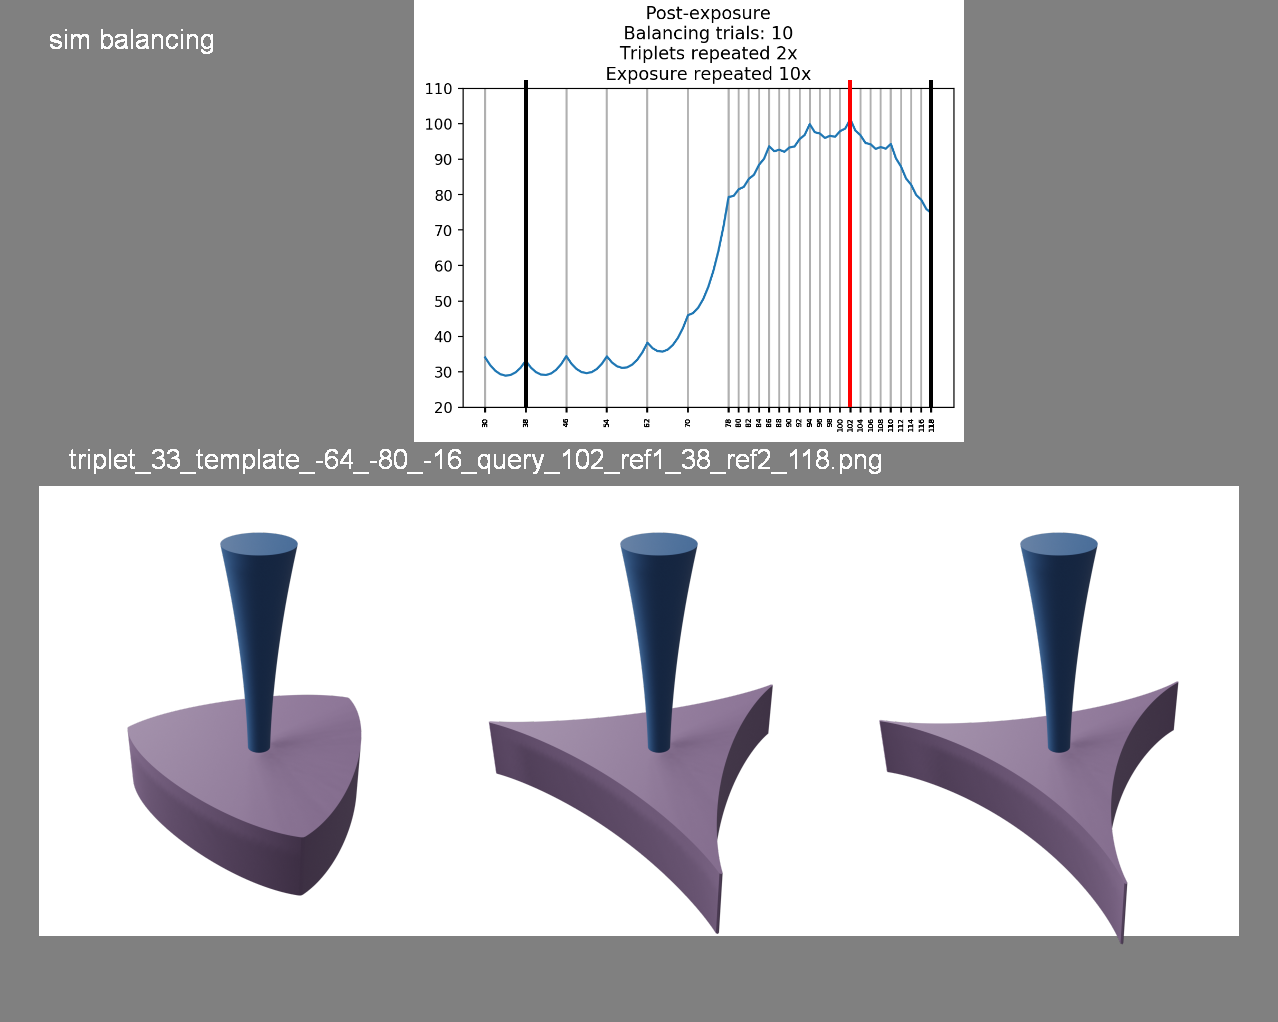 sim balancing
Post-exposure
Balancing trials: 10
Triplets repeated 2x
Exposure repeated 10x
110
100
90
80
70
60
50
40
30
20
30 38 46 54 62 70 78 80 82 84 86 88 90 92 94 96 98 100 102 104 106 108 110 112 114 116 118
triplet_33_template_-64_-80_-16_query_102_ref1_38_ref2_118.png